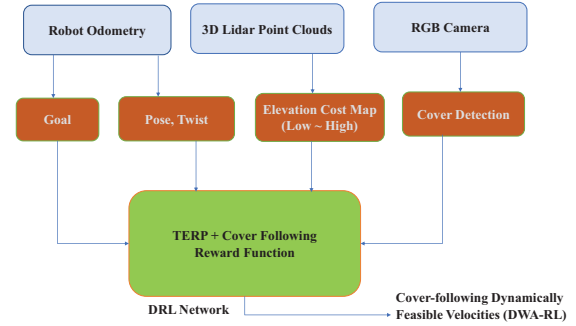 Robot Odometry
3D Lidar Point Clouds
RGB Camera
Goal
Pose, Twist
Elevation Cost Map
(Low ~ High)
Cover Detection
TERP + Cover Following
Reward Function
DRL Network
Cover-following Dynamically
Feasible Velocities (DWA-RL)